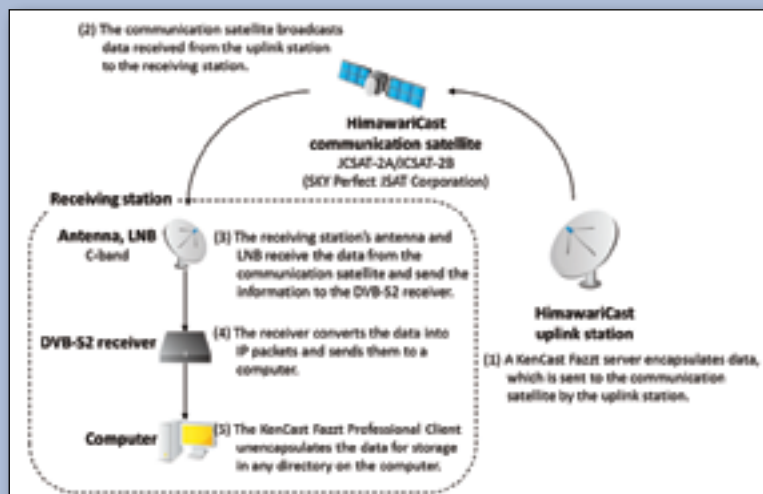 (2) The communication satellite broadcasts
data received from the uplink station
to the receiving station.
HimawariCast
communication satellite
JCSAT-2A/JCSAT-2B
(SKY Perfect JSAT Corporation)
Receiving station
Antenna, LNB
C-band
(3) The receiving station's antenna and
LNB receive the data from the
communication satellite and send the
information to the DVB-S2 receiver.
HimawariCast
uplink station
(1) A KenCast Fazzt server encapsulates data,
which is sent to the communication
satellite by the uplink station.
DVB-S2 receiver
(4) The receiver converts the data into
IP packets and sends them to a
computer.
Computer
(5) The KenCast Fazzt Professional Client
unencapsulates the data for storage
in any directory on the computer.